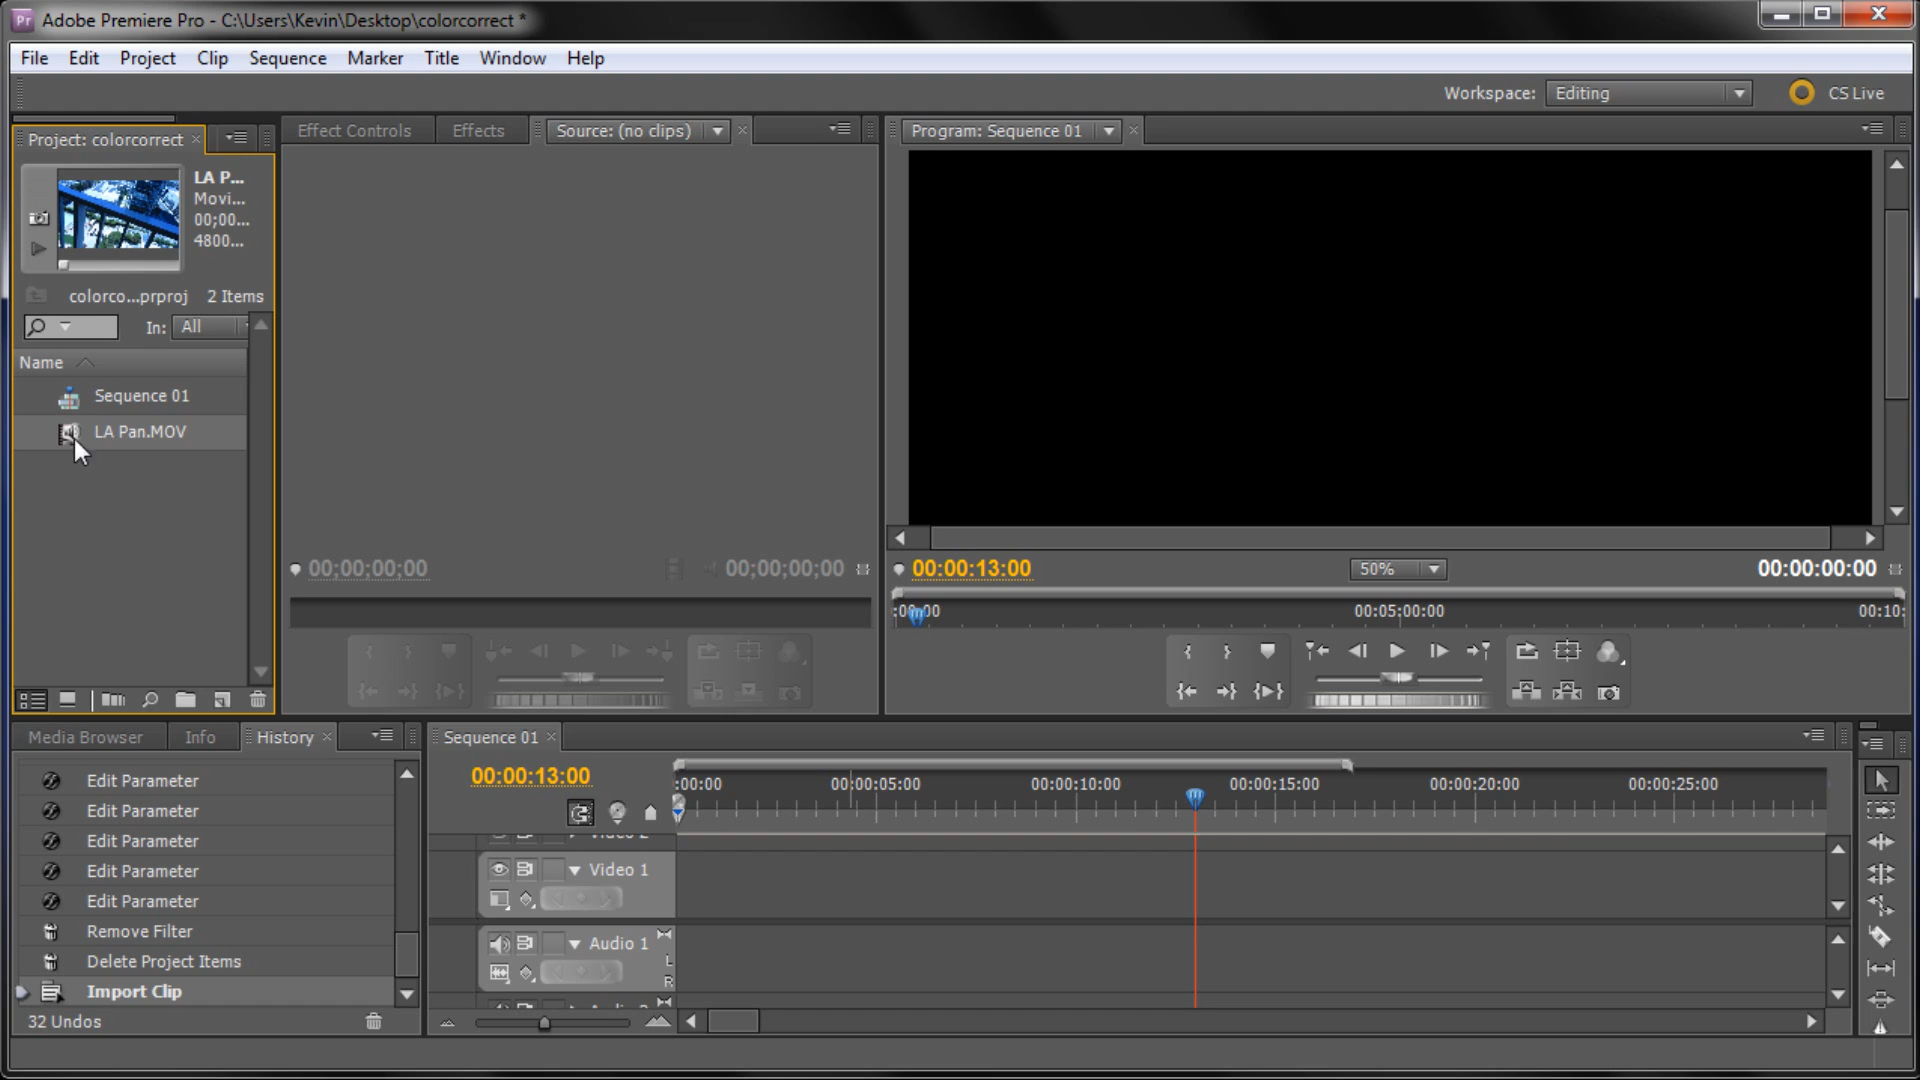 Pr Adobe Premiere Pro - C:\Users\Kevin\Desktop\colorcorrect *
File Edit Project Clip Sequence Marker Title Window Help
Workspace: Editing CS Live
Project: colorcorrect
LA P...
Movi...
00;00...
4800...
colorco...prproj 2 Items
In: All
Name
Sequence 01
LA Pan.MOV
Effect Controls Effects Source: (no clips)
00;00;00;00 00;00;00;00
Program: Sequence 01
00:00:13:00 50% 00:00:00:00
:00:00 00:05:00:00 00:10:
Media Browser Info History
Edit Parameter
Edit Parameter
Edit Parameter
Edit Parameter
Edit Parameter
Remove Filter
Delete Project Items
Import Clip
32 Undos
Sequence 01
00:00:13:00
:00:00 00:00:05:00 00:00:10:00 00:00:15:00 00:00:20:00 00:00:25:00
Video 1
Audio 1
L
R